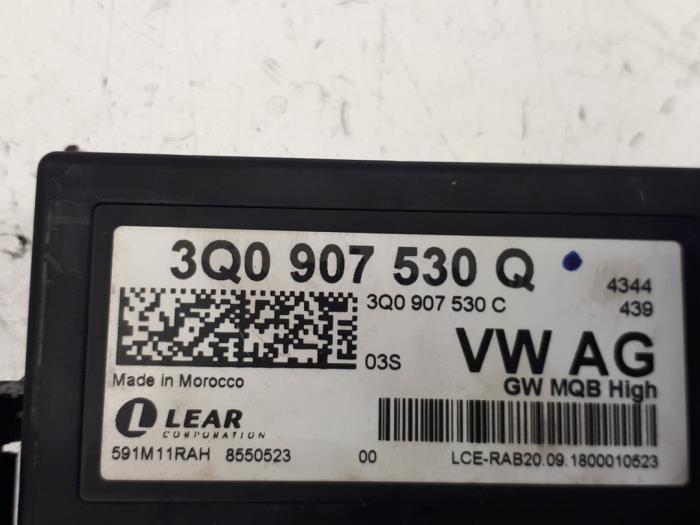 3Q0 907 530 Q
4344
3Q0 907 530 C
439
03S
VW AG
Made in Morocco
GW MQB High
LEAR
CORPORATION
591M11RAH 8550523 00 LCE-RAB20.09.1800010523